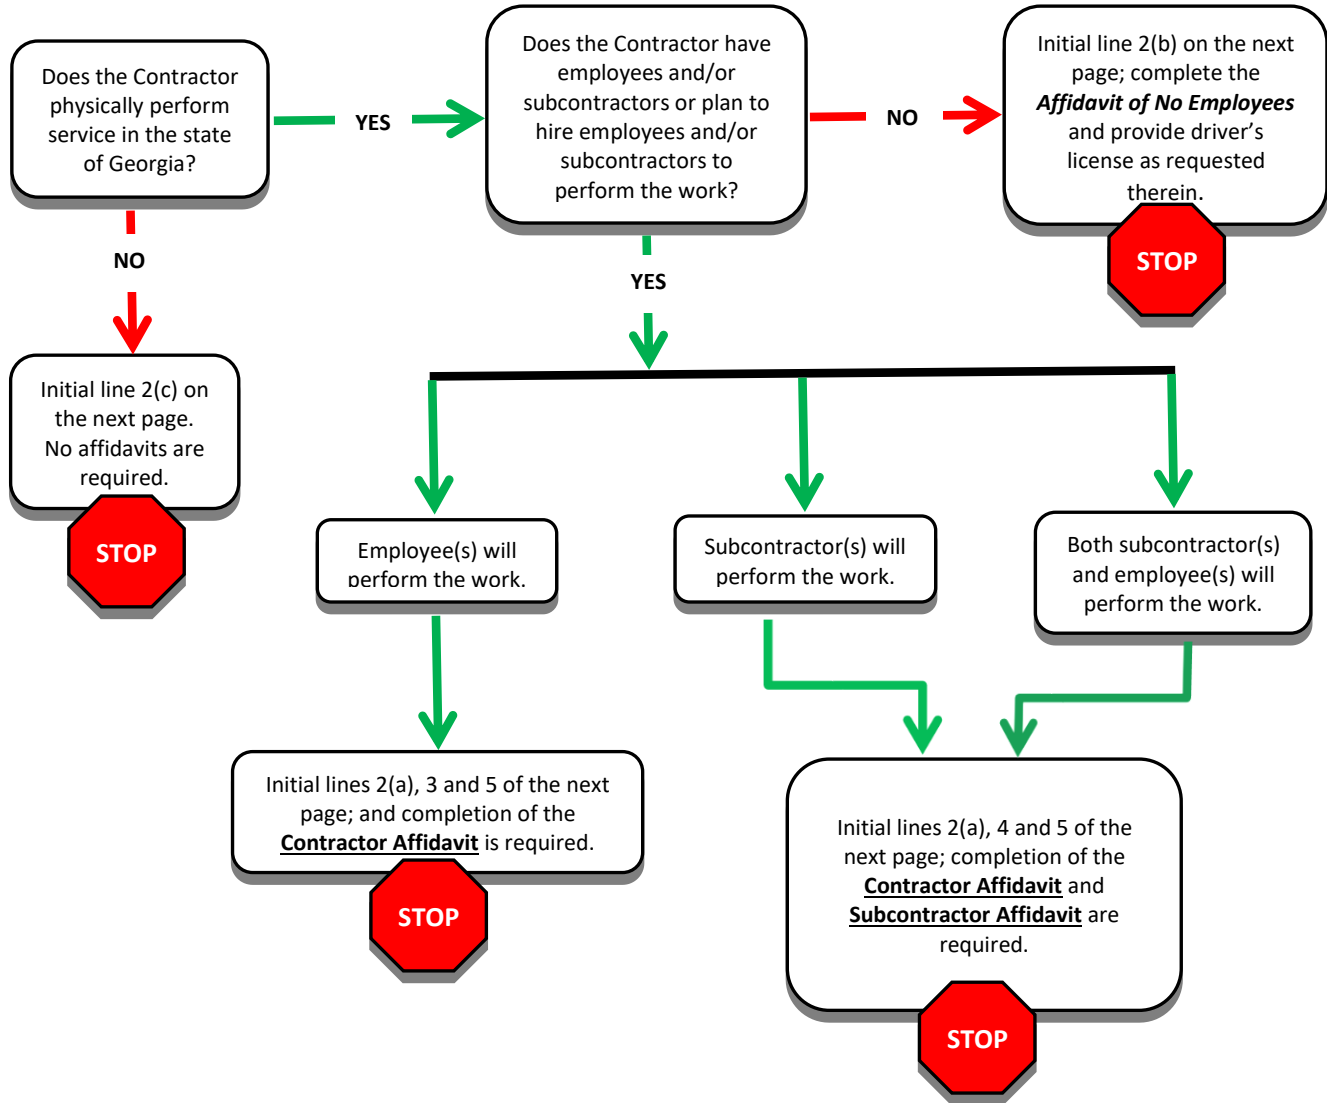 Does the Contractor
physically perform
service in the state
of Georgia?
YES
Does the Contractor have
employees and/or
subcontractors or plan to
hire employees and/or
subcontractors to
perform the work?
NO
Initial line 2(b) on the next
page; complete the
Affidavit of No Employees
and provide driver’s
license as requested
therein.
STOP
NO
YES
Initial line 2(c) on
the next page.
No affidavits are
required.
STOP
Employee(s) will
perform the work.
Subcontractor(s) will
perform the work.
Both subcontractor(s)
and employee(s) will
perform the work.
Initial lines 2(a), 3 and 5 of the next
page; and completion of the
Contractor Affidavit is required.
STOP
Initial lines 2(a), 4 and 5 of the
next page; completion of the
Contractor Affidavit and
Subcontractor Affidavit are
required.
STOP